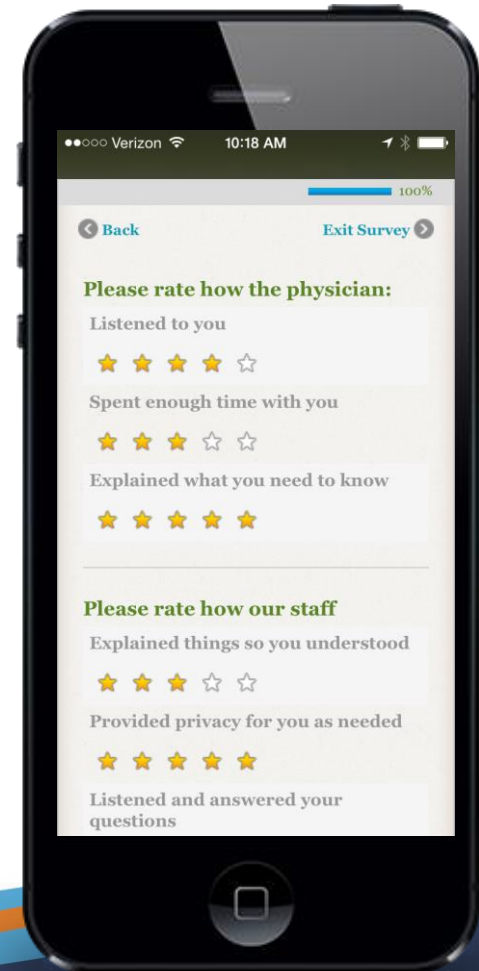 Verizon 10:18 AM
100%
Back Exit Survey
Please rate how the physician:
Listened to you
Spent enough time with you
Explained what you need to know
Please rate how our staff
Explained things so you understood
Provided privacy for you as needed
Listened and answered your
questions